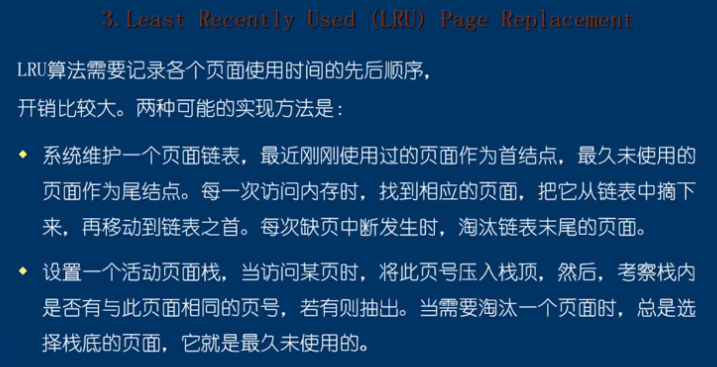 3.Least Recently Used (LRU) Page Replacement
LRU算法需要记录各个页面使用时间的先后顺序，
开销比较大。两种可能的实现方法是：
系统维护一个页面链表，最近刚刚使用过的页面作为首结点，最久未使用的
页面作为尾结点。每一次访问内存时，找到相应的页面，把它从链表中摘下
来，再移动到链表之首。每次缺页中断发生时，淘汰链表末尾的页面。
设置一个活动页面栈，当访问某页时，将此页号压入栈顶，然后，考察栈内
是否有与此页面相同的页号，若有则抽出。当需要淘汰一个页面时，总是选
择栈底的页面，它就是最久未使用的。